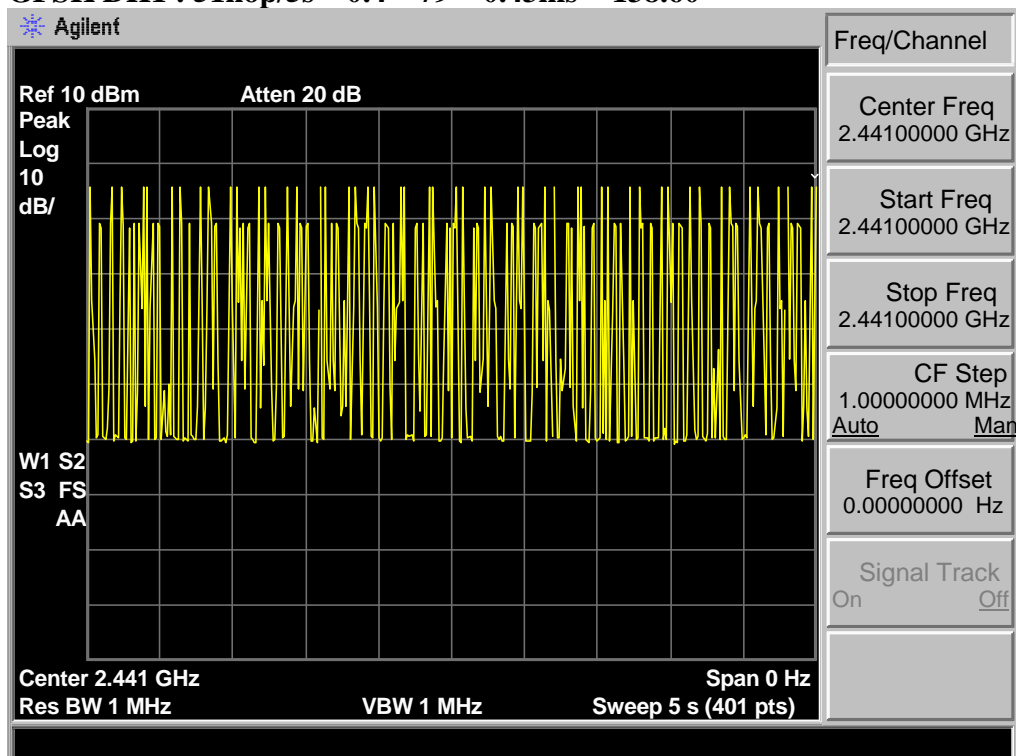 Agilent
Freq/Channel
Ref 10 dBm Atten 20 dB
Peak
Log
10
dB/
W1 S2
S3 FS
AA
Center 2.441 GHz Span 0 Hz
Res BW 1 MHz VBW 1 MHz Sweep 5 s (401 pts)
Center Freq
2.44100000 GHz
Start Freq
2.44100000 GHz
Stop Freq
2.44100000 GHz
CF Step
1.00000000 MHz
Auto Man
Freq Offset
0.00000000 Hz
Signal Track
On Off